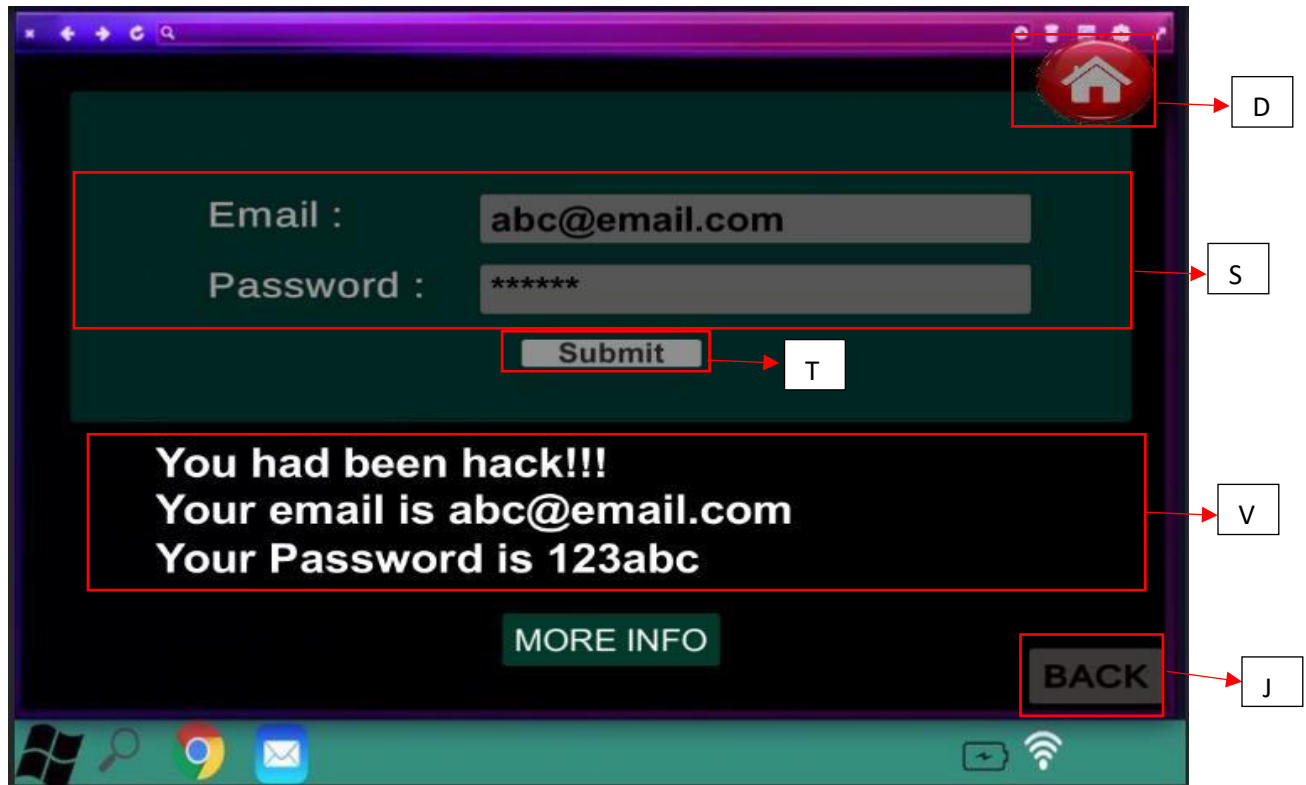 D
Email :
abc@email.com
S
Password :
******
Submit
T
You had been hack!!!
Your email is abc@email.com
V
Your Password is 123abc
MORE INFO
BACK
J